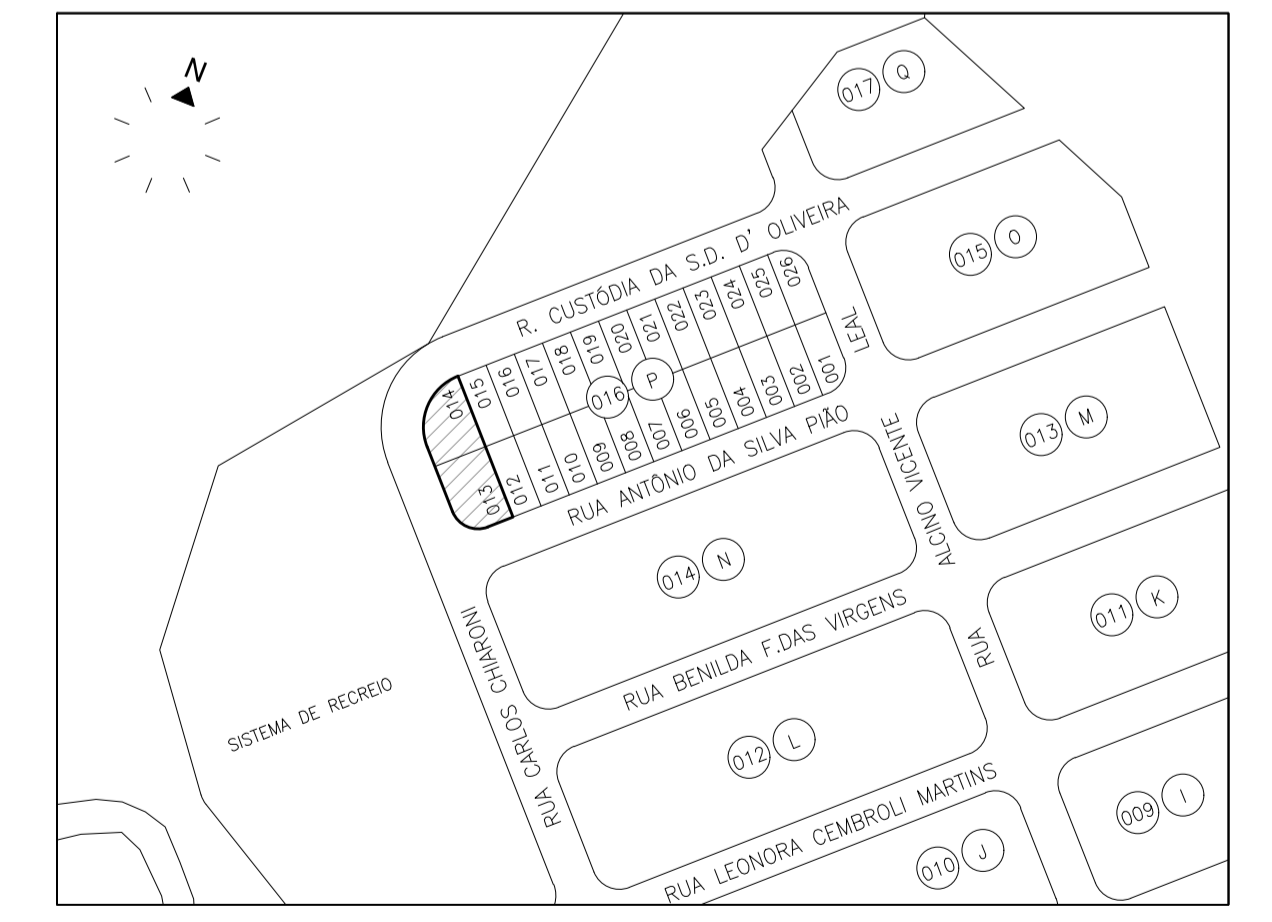 N
017 Q
R. CUSTÓDIA DA S.D. D' OLIVEIRA
015 O
014 015 016 017 018 019 020 021 022 023 024 025 026
016 P
013 012 011 010 009 008 007 006 005 004 003 002 001
RUA ANTÔNIO DA SILVA PIÃO
RUA ALCINO VICENTE LEAL
013 M
014 N
RUA CARLOS CHIARONI
011 K
RUA BENILDA F.DAS VIRGENS
SISTEMA DE RECREIO
012 L
009 I
RUA LEONORA CEMBROLI MARTINS
010 J